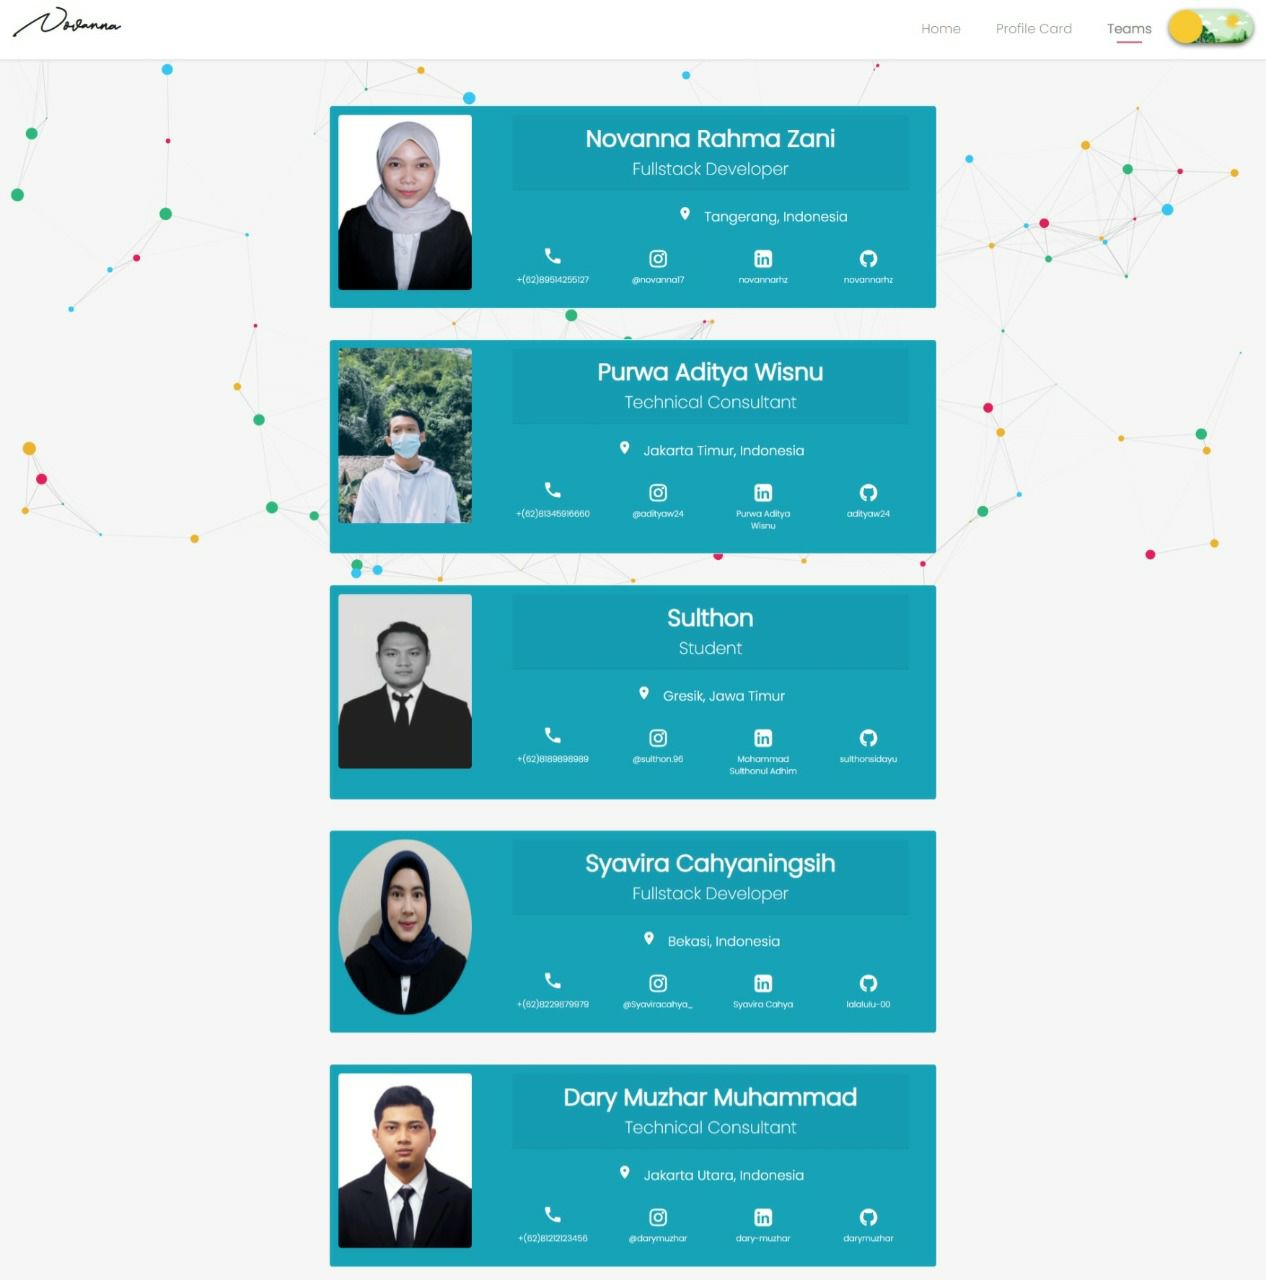 Novanna
Home
Profile Card
Teams
Novanna Rahma Zani
Fullstack Developer
Tangerang, Indonesia
+(62)89514255127
@novanna17
novannarhz
novannarhz
Purwa Aditya Wisnu
Technical Consultant
Jakarta Timur, Indonesia
+(62)81345916660
@adityaw24
Purwa Aditya
Wisnu
adityaw24
Sulthon
Student
Gresik, Jawa Timur
+(62)8189898989
@sulthon.96
Mohammad
Sulthonul Adhim
sulthonsidayu
Syavira Cahyaningsih
Fullstack Developer
Bekasi, Indonesia
+(62)8229879979
@Syaviracahya_
Syavira Cahya
lalalulu-00
Dary Muzhar Muhammad
Technical Consultant
Jakarta Utara, Indonesia
+(62)81212123456
@darymuzhar
dary-muzhar
darymuzhar